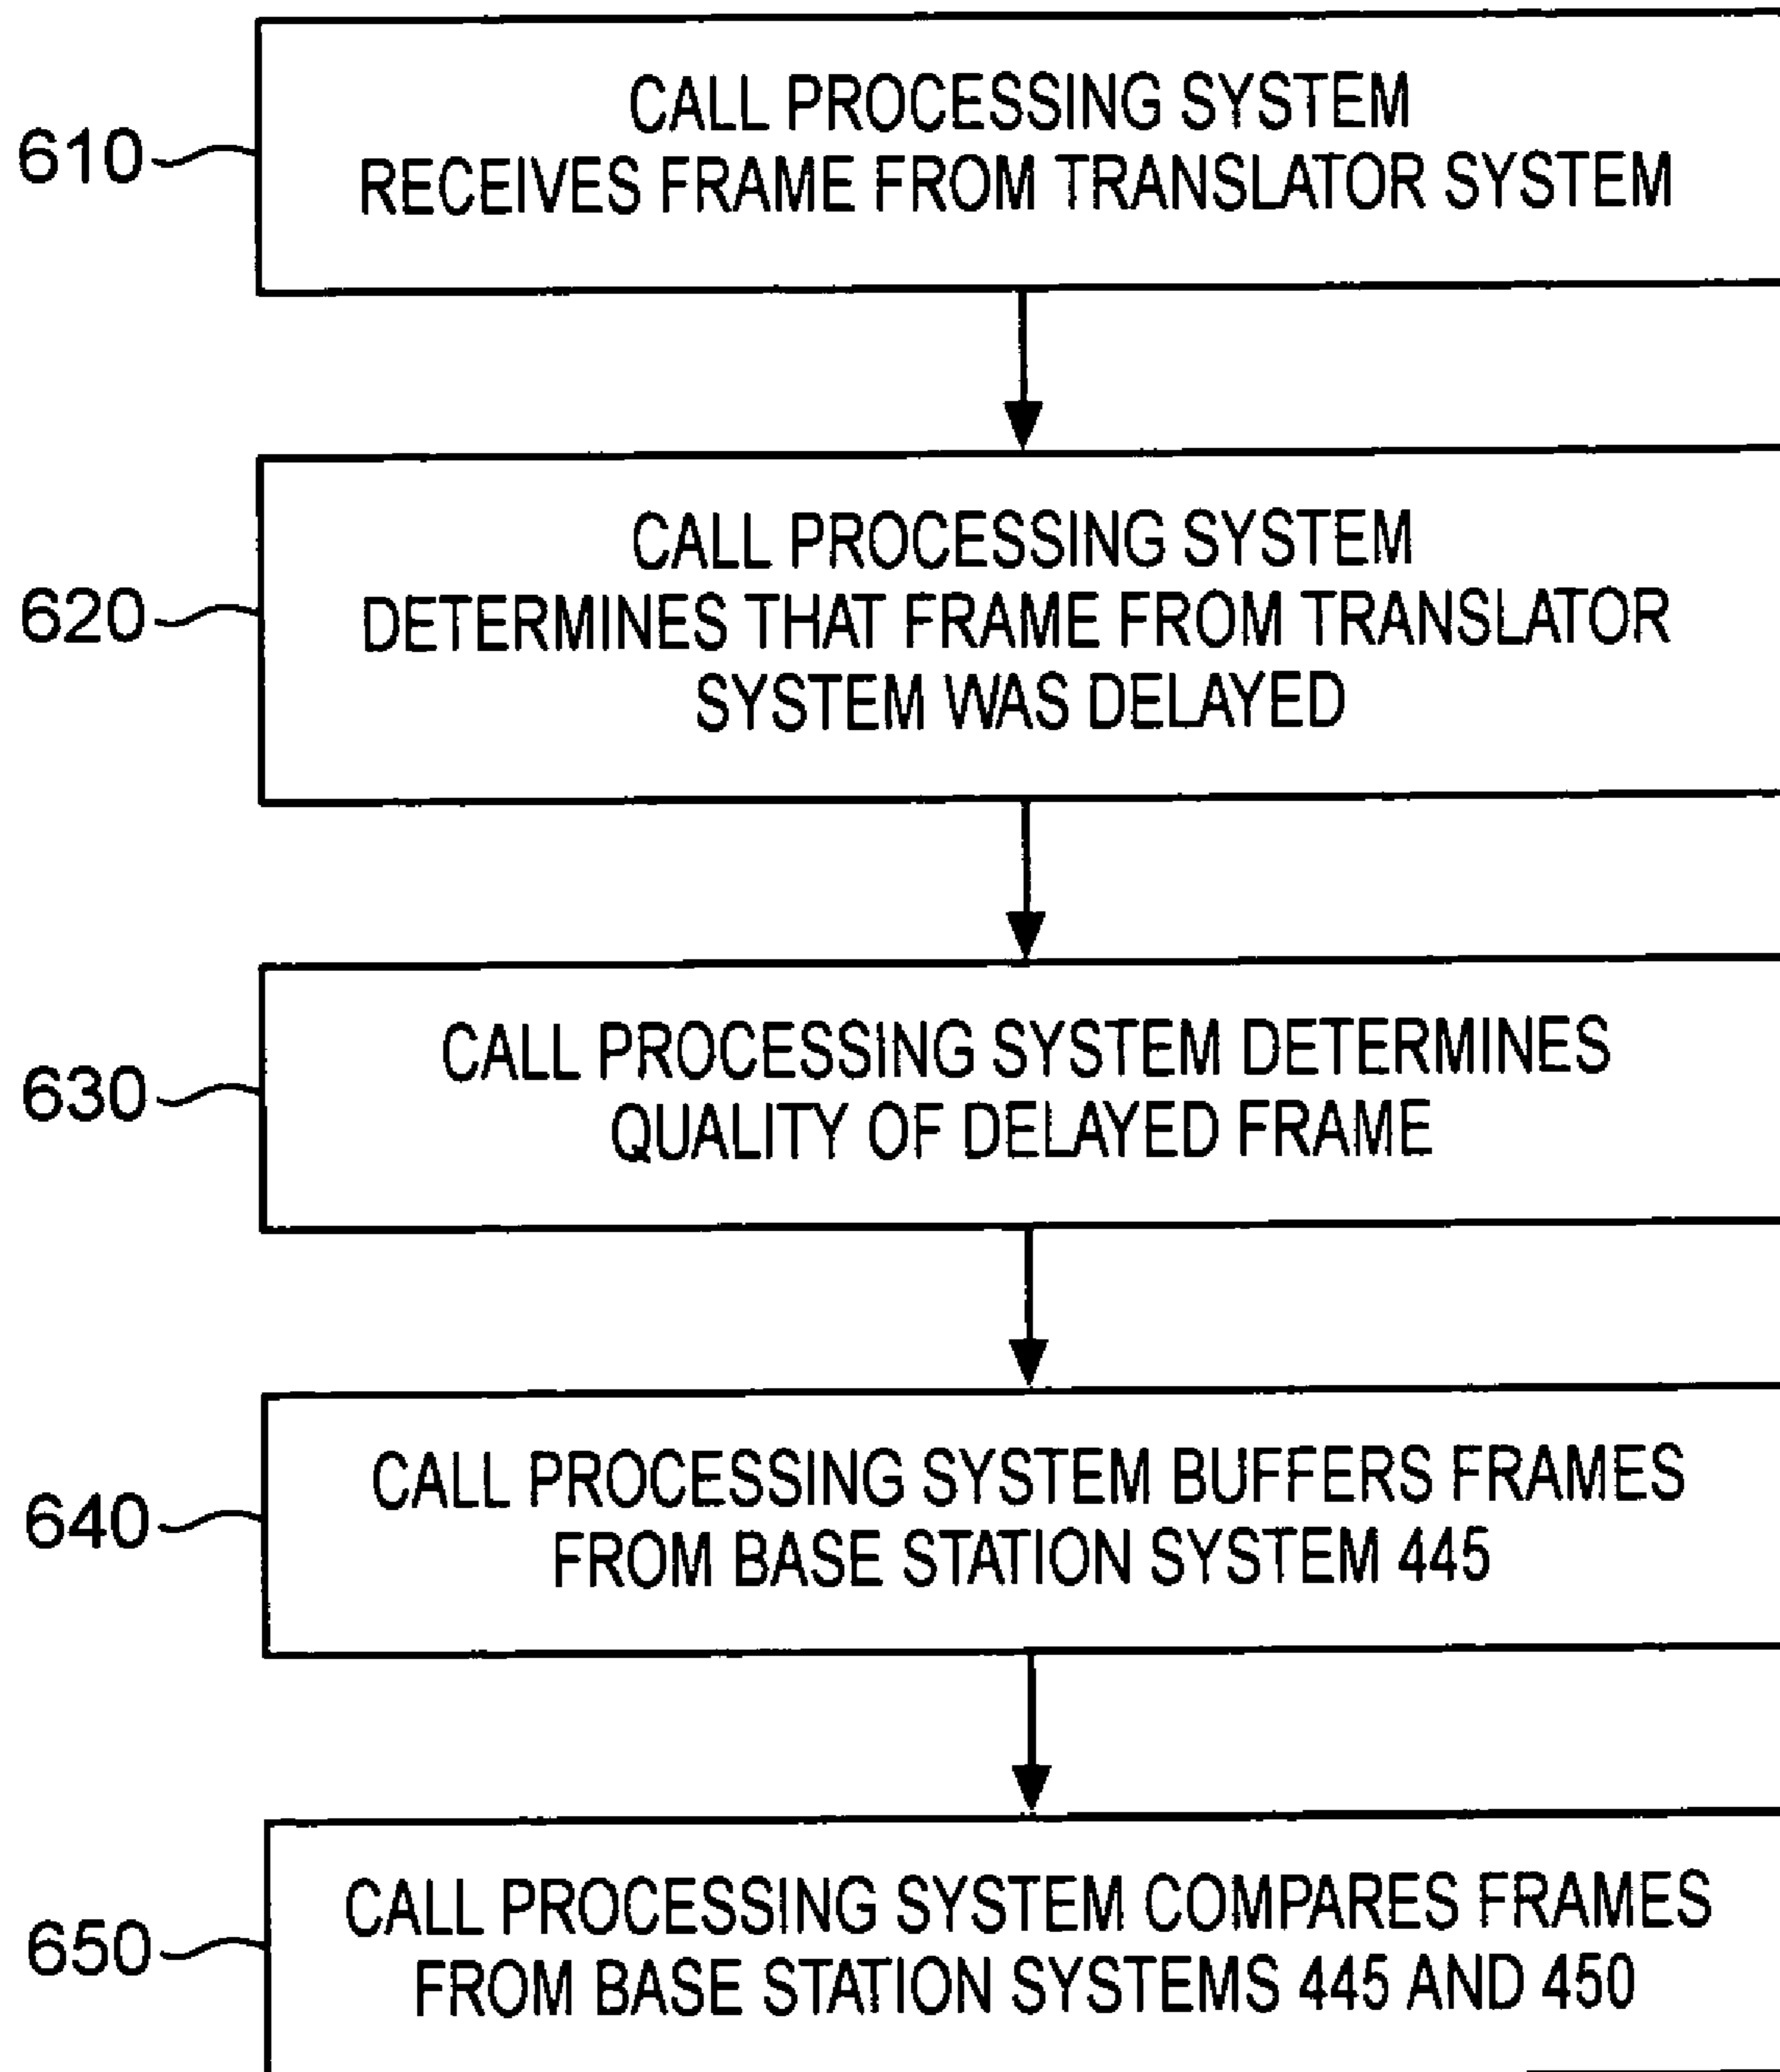 610
CALL PROCESSING SYSTEM
RECEIVES FRAME FROM TRANSLATOR SYSTEM
620
CALL PROCESSING SYSTEM
DETERMINES THAT FRAME FROM TRANSLATOR
SYSTEM WAS DELAYED
630
CALL PROCESSING SYSTEM DETERMINES
QUALITY OF DELAYED FRAME
640
CALL PROCESSING SYSTEM BUFFERS FRAMES
FROM BASE STATION SYSTEM 445
650
CALL PROCESSING SYSTEM COMPARES FRAMES
FROM BASE STATION SYSTEMS 445 AND 450